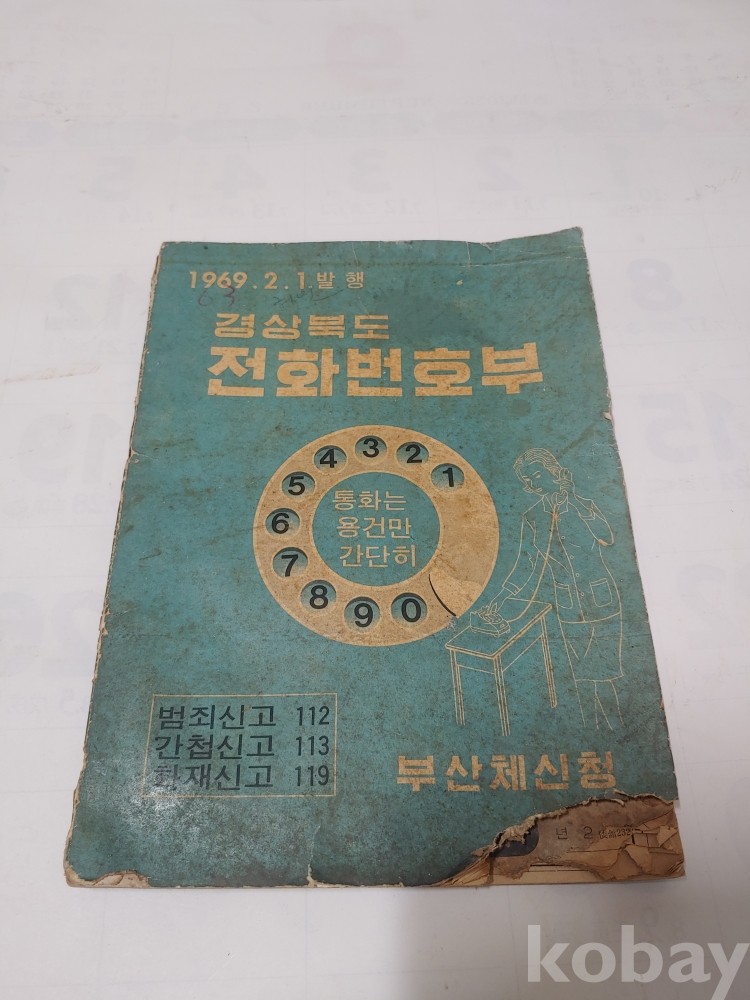 1969.2.1.발행
경상북도
전화번호부
1
2
3
4
5
6
7
8
9
0
통화는
용건만
간단히
범죄신고 112
간첩신고 113
화재신고 119
부산체신청
년 2
kobay